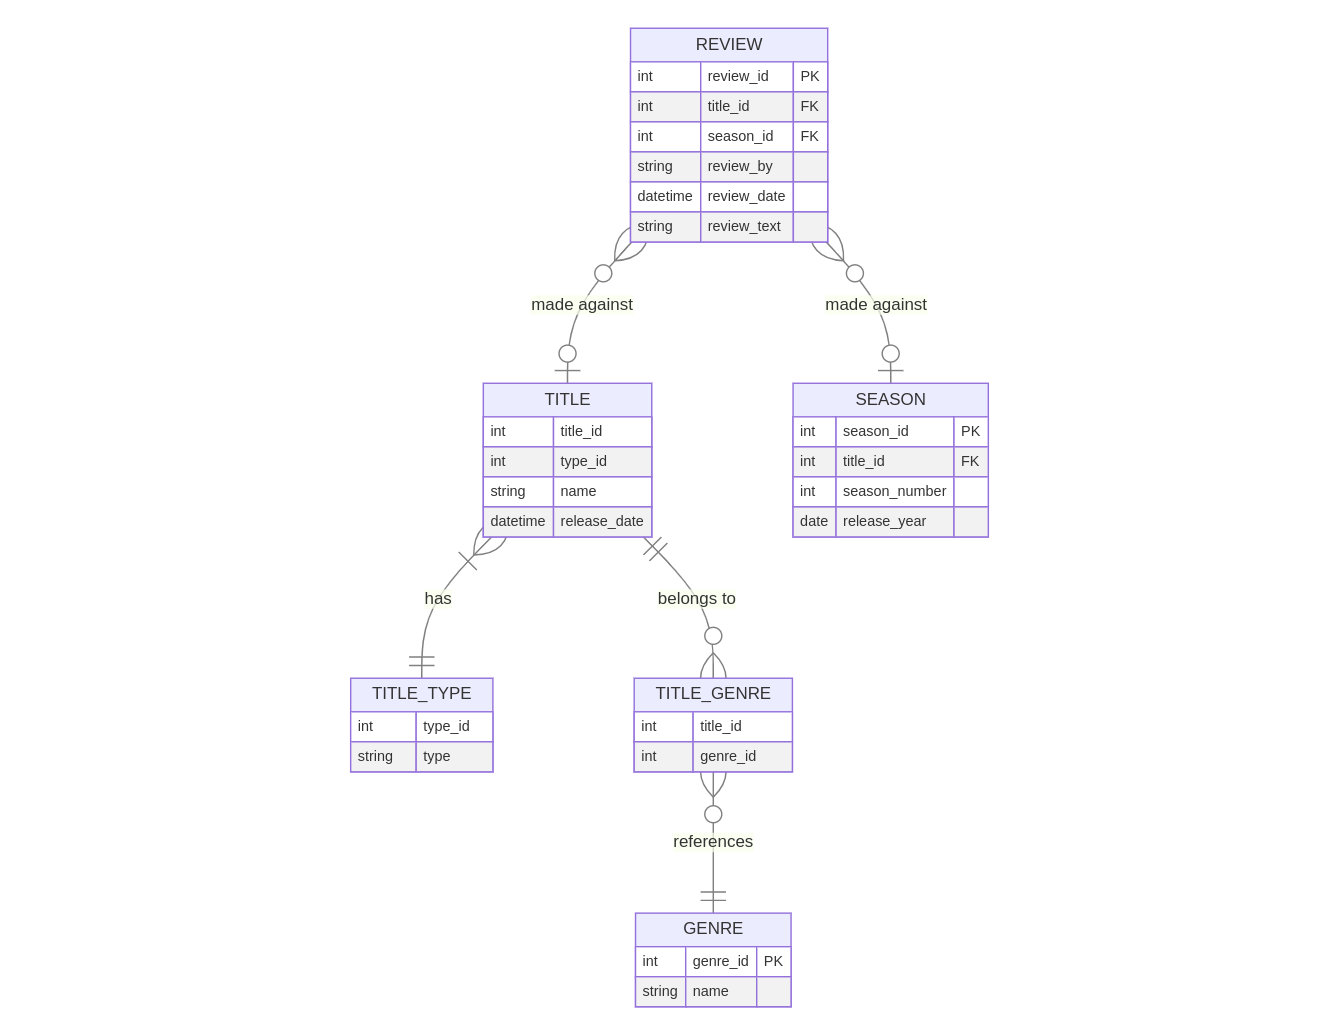 REVIEW
int review_id PK
int title_id FK
int season_id FK
string review_by
datetime review_date
string review_text
made against made against
TITLE
int title_id
int type_id
string name
datetime release_date
SEASON
int season_id PK
int title_id FK
int season_number
date release_year
has belongs to
TITLE_TYPE
int type_id
string type
TITLE_GENRE
int title_id
int genre_id
references
GENRE
int genre_id PK
string name